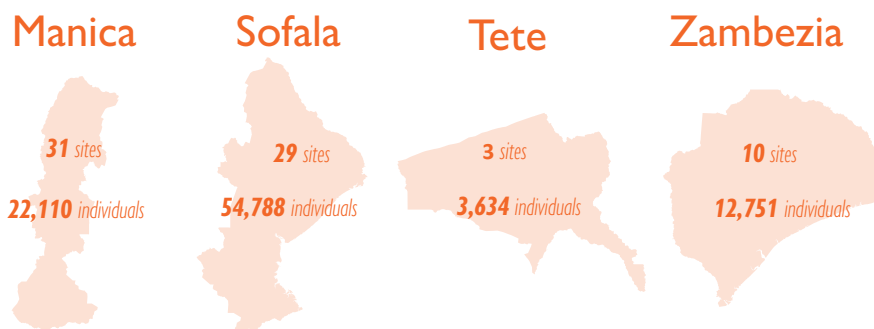 Manica
31 sites
22,110 individuals
Sofala
29 sites
54,788 individuals
Tete
3 sites
3,634 individuals
Zambezia
10 sites
12,751 individuals